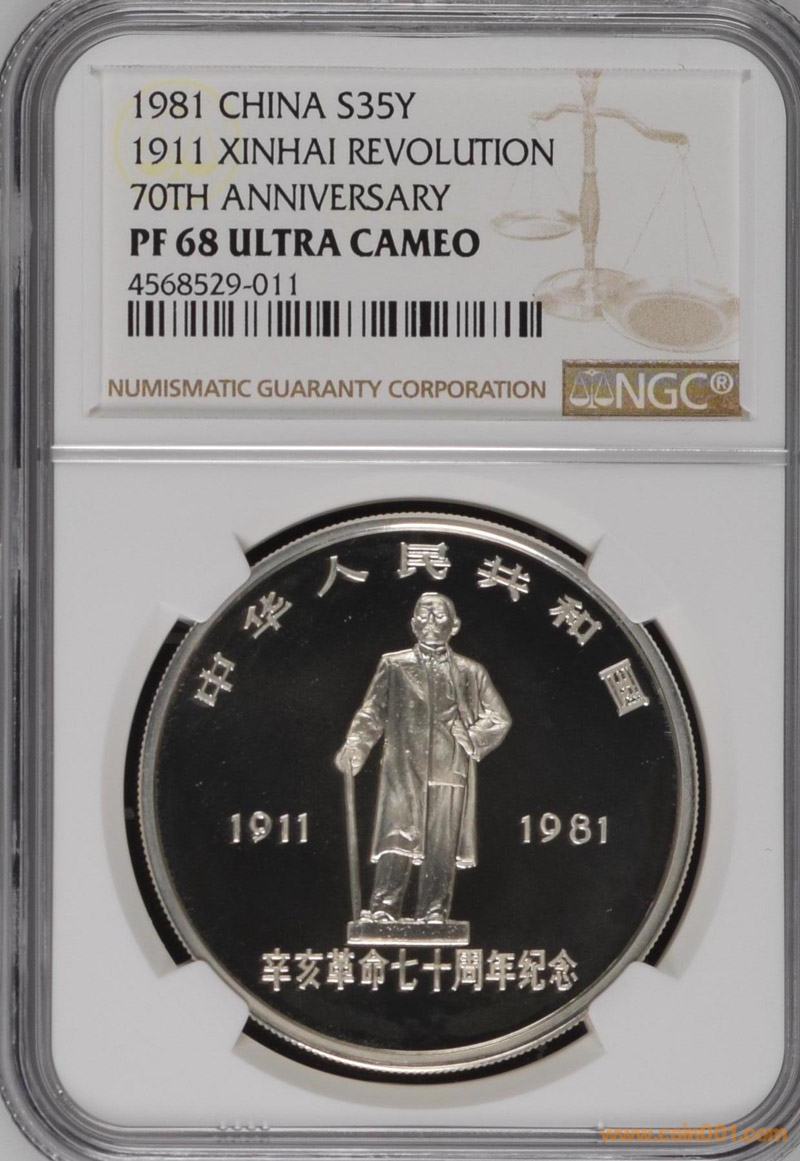 1981 CHINA S35Y
1911 XINHAI REVOLUTION
70TH ANNIVERSARY
PF 68 ULTRA CAMEO
4568529-011
NUMISMATIC GUARANTY CORPORATION
NGC®
中华人民共和国
1911 1981
辛亥革命七十周年纪念
www.coin001.com